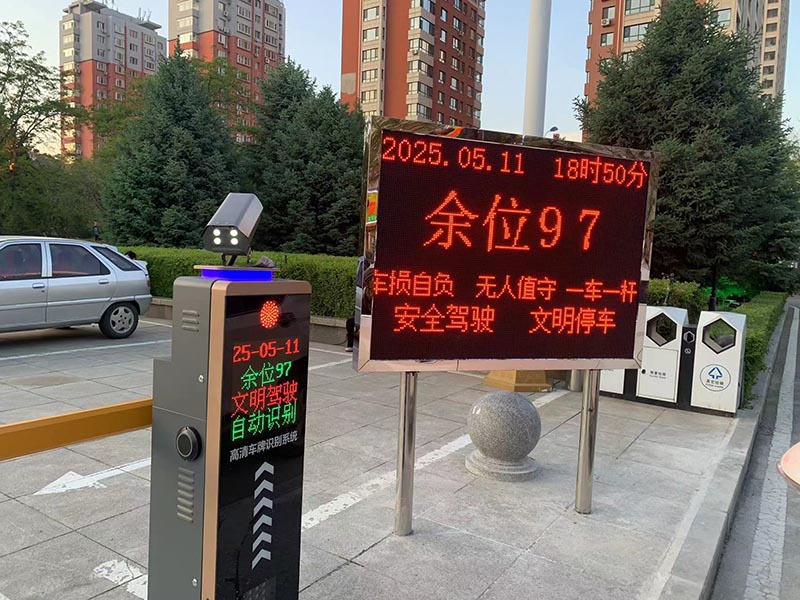 2025.05.11 18时50分
余位97
车损自负 无人值守 一车一杆
安全驾驶 文明停车
25-05-11
余位97
文明驾驶
自动识别
高清车牌识别系统